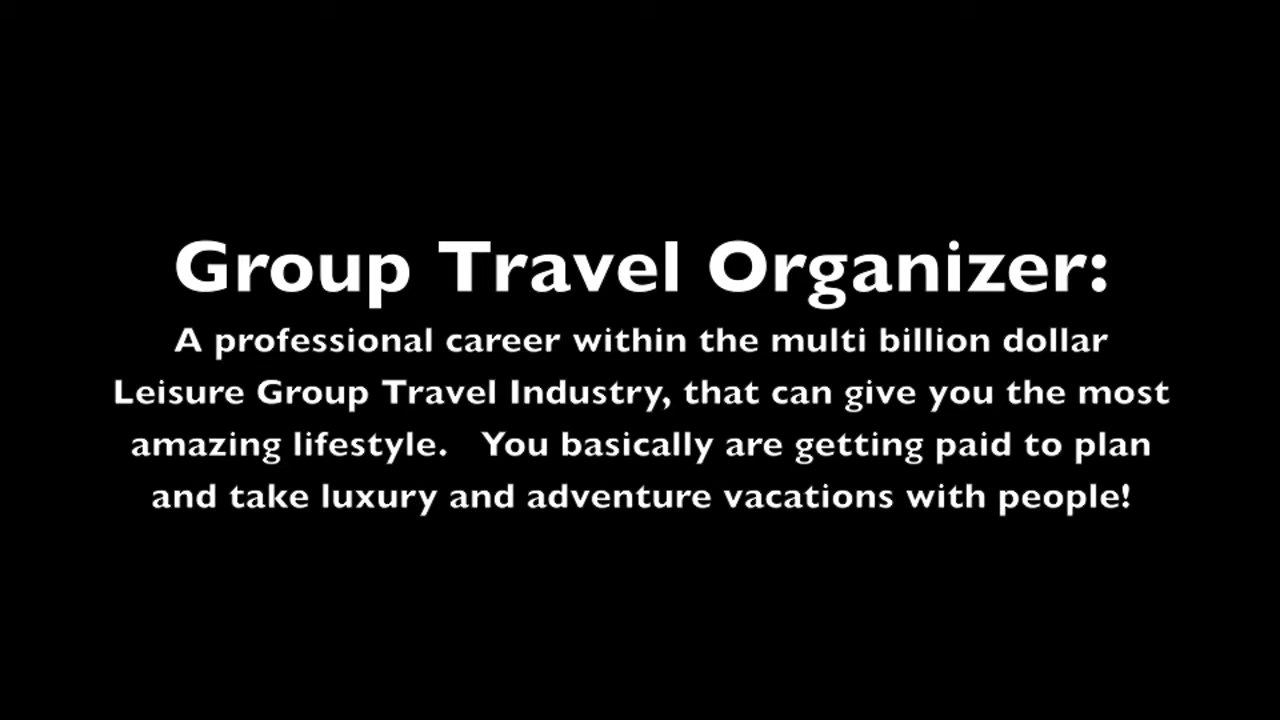 Group Travel Organizer:
A professional career within the multi billion dollar
Leisure Group Travel Industry, that can give you the most
amazing lifestyle.   You basically are getting paid to plan
and take luxury and adventure vacations with people!